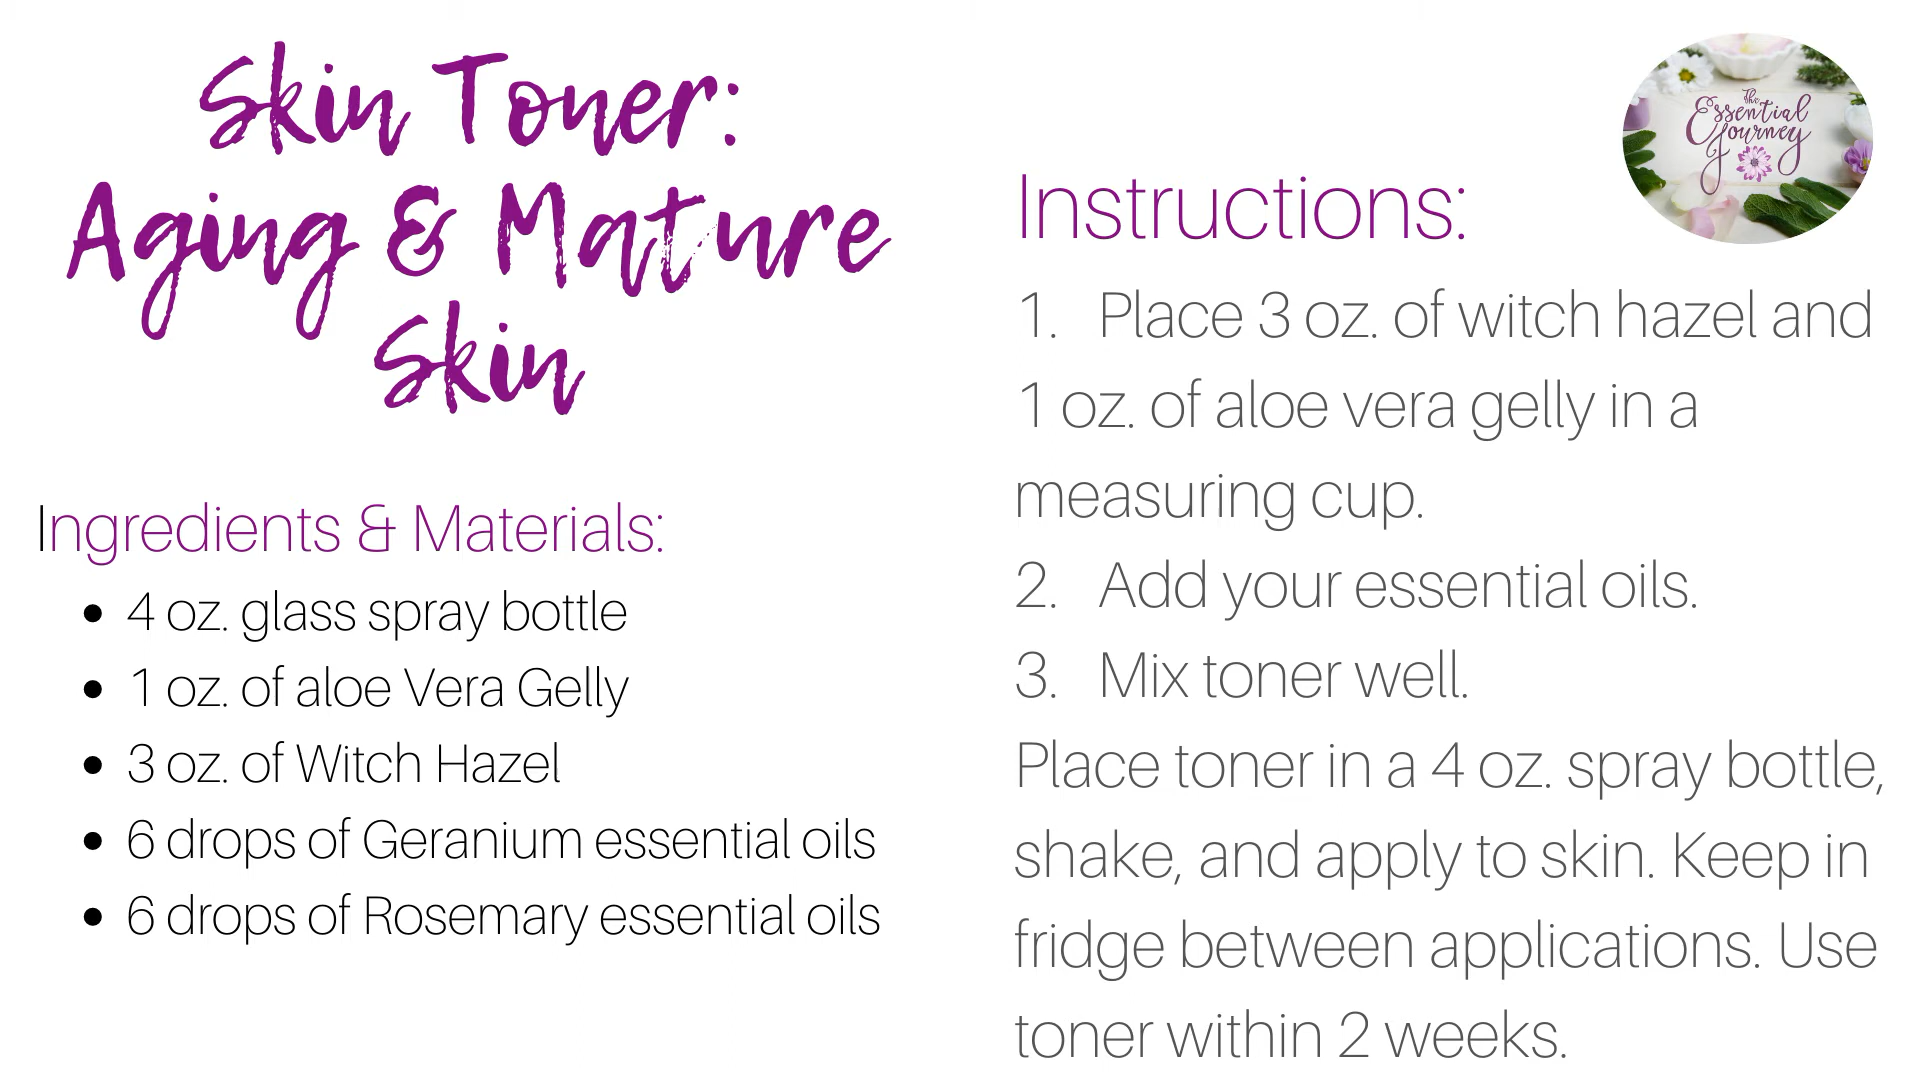 Skin Toner:
Aging & Mature
Skin
Ingredients & Materials:
• 4 oz. glass spray bottle
• 1 oz. of aloe Vera Gelly
• 3 oz. of Witch Hazel
• 6 drops of Geranium essential oils
• 6 drops of Rosemary essential oils
The
Essential
Journey
Instructions:
1. Place 3 oz. of witch hazel and
1 oz. of aloe vera gelly in a
measuring cup.
2. Add your essential oils.
3. Mix toner well.
Place toner in a 4 oz. spray bottle,
shake, and apply to skin. Keep in
fridge between applications. Use
toner within 2 weeks.